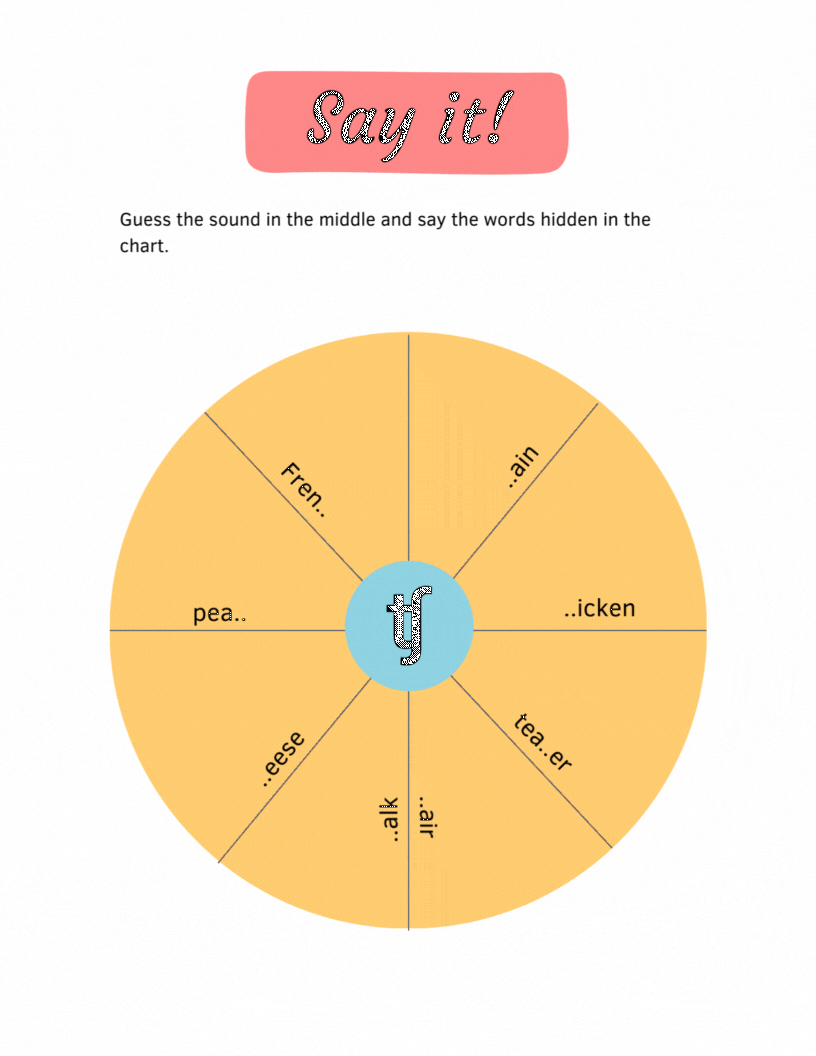 Say it!
Guess the sound in the middle and say the words hidden in the
chart.
..ain
..icken
tea..er
..air
..alk
..eese
pea..
Fren..
ʧ